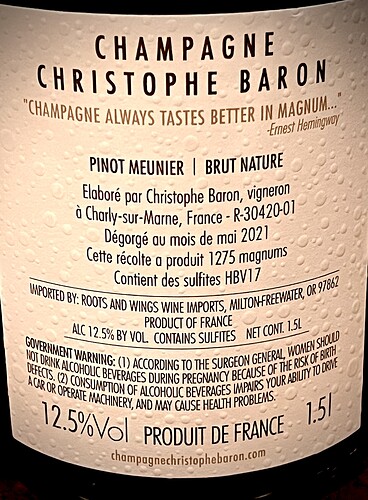 CHAMPAGNE
CHRISTOPHE BARON
"CHAMPAGNE ALWAYS TASTES BETTER IN MAGNUM..."
-Ernest Hemingway
PINOT MEUNIER | BRUT NATURE
Elaboré par Christophe Baron, vigneron
à Charly-sur-Marne, France - R-30420-01
Dégorgé au mois de mai 2021
Cette récolte a produit 1275 magnums
Contient des sulfites HBV17
IMPORTED BY: ROOTS AND WINGS WINE IMPORTS, MILTON-FREEWATER, OR 97862
PRODUCT OF FRANCE
ALC 12.5% BY VOL. CONTAINS SULFITES NET CONT. 1.5L
GOVERNMENT WARNING: (1) ACCORDING TO THE SURGEON GENERAL, WOMEN SHOULD
NOT DRINK ALCOHOLIC BEVERAGES DURING PREGNANCY BECAUSE OF THE RISK OF BIRTH
DEFECTS. (2) CONSUMPTION OF ALCOHOLIC BEVERAGES IMPAIRS YOUR ABILITY TO DRIVE
A CAR OR OPERATE MACHINERY, AND MAY CAUSE HEALTH PROBLEMS.
12.5%Vol PRODUIT DE FRANCE 1.5l
champagnechristophebaron.com